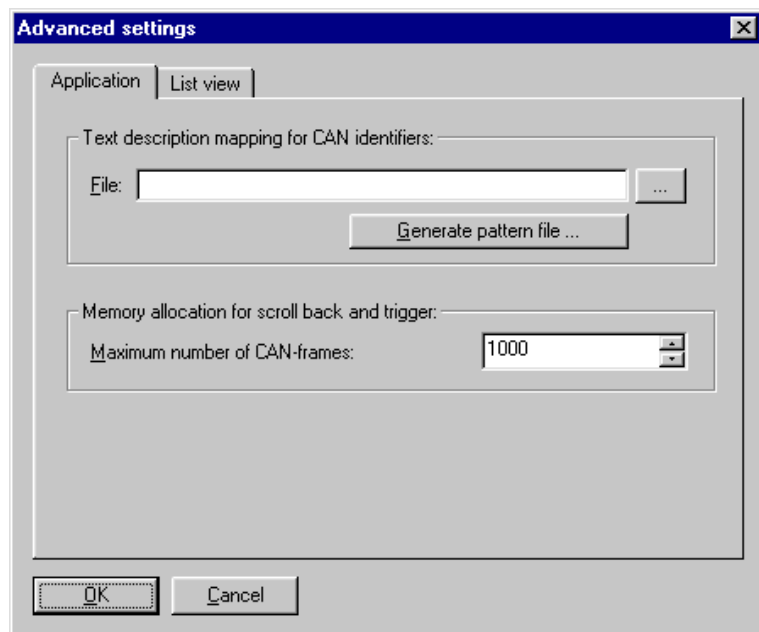 Advanced settings
Application
List view
Text description mapping for CAN identifiers:
File:
...
Generate pattern file ...
Memory allocation for scroll back and trigger:
Maximum number of CAN-frames:
1000
OK
Cancel